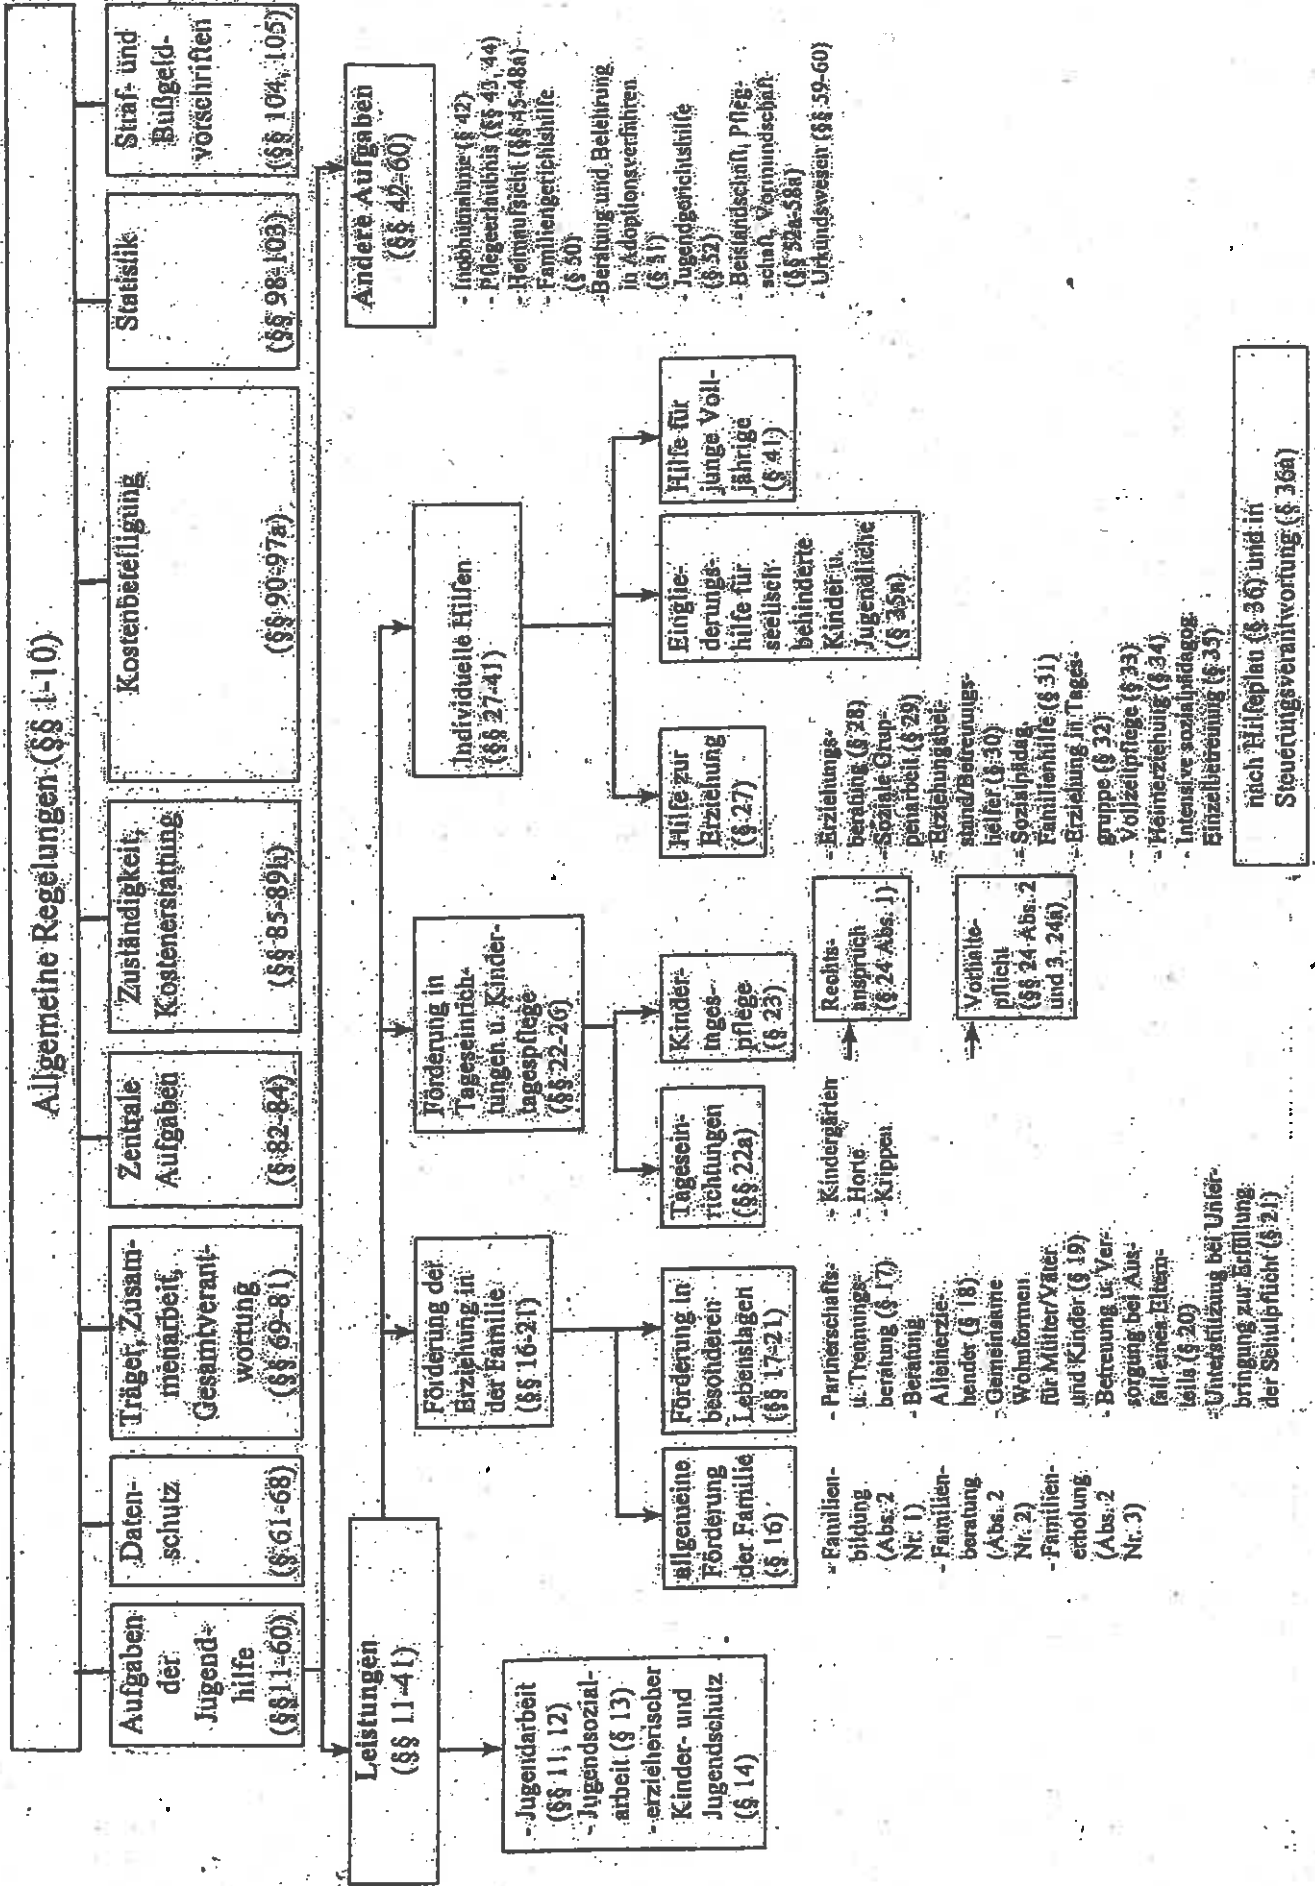 Allgemeine Regelungen (§§ 1-10)
Aufgaben
der
Jugend-
hilfe
(§§11-60)
Daten-
schutz
(§ 61-68)
Träger, Zusam-
menarbeit,
Gesamtverant-
wortung
(§§ 69-81)
Zentrale
Aufgaben
(§ 82-84)
Zuständigkeit,
Kostenerstattung
(§§ 85-89h)
Kostenbeteiligung
(§§ 90-97a)
Statistik
(§§ 98-103)
Straf- und
Bußgeld-
vorschriften
(§§ 104, 105)
Leistungen
(§§ 11-41)
Andere Aufgaben
(§§ 42-60)
- Inobhutnahme (§ 42)
- Pflegeerlaubnis (§§ 43, 44)
- Heimaufsicht (§§ 45-48a)
- Familiengerichtshilfe
(§ 50)
- Beratung und Belehrung
in Adoptionsverfahren
(§ 51)
- Jugendgerichtshilfe
(§ 52)
- Beistandschaft, Pfleg-
schaft, Vormundschaft
(§§ 52a-58a)
- Urkundswesen (§§ 59-60)
- Jugendarbeit
(§§ 11, 12)
- Jugendsozial-
arbeit (§ 13)
- erzieherischer
Kinder- und
Jugendschutz
(§ 14)
Förderung der
Erziehung in
der Familie
(§§ 16-21)
Förderung in
Tageseinrich-
tungen u. Kinder-
tagespflege
(§§ 22-26)
Individuelle Hilfen
(§§ 27-41)
allgemeine
Förderung
der Familie
(§ 16)
Förderung in
besonderen
Lebenslagen
(§§ 17-21)
Tagesein-
richtungen
(§§ 22a)
Kinder-
tages-
pflege
(§ 23)
Hilfe zur
Erziehung
(§ 27)
Einglie-
derungs-
hilfe für
seelisch
behinderte
Kinder u.
Jugendliche
(§ 35a)
Hilfe für
junge Voll-
jährige
(§ 41)
- Familien-
bildung
(Abs. 2
Nr. 1)
- Familien-
beratung
(Abs. 2
Nr. 2)
- Familien-
erholung
(Abs. 2
Nr. 3)
- Partnerschafts-
u. Trennungs-
beratung (§ 17)
- Beratung
Alleinerzie-
hender (§ 18)
- Gemeinsame
Wohnformen
für Mütter/Väter
und Kinder (§ 19)
- Betreuung u. Ver-
sorgung bei Aus-
fall eines Eltern-
teils (§ 20)
- Unterstützung bei Unter-
bringung zur Erfüllung
der Schulpflicht (§ 21)
- Kindergärten
- Horte
- Krippen
Rechts-
anspruch
(§ 24 Abs. 1)
Vorhalte-
pflicht
(§§ 24 Abs. 2
und 3, 24a)
- Erziehungs-
beratung (§ 28)
- Soziale Grup-
penarbeit (§ 29)
- Erziehungsbei-
stand/Betreuungs-
helfer (§ 30)
- Sozialpädag.
Familienhilfe (§ 31)
- Erziehung in Tages-
gruppe (§ 32)
- Vollzeitpflege (§ 33)
- Heimerziehung (§ 34)
- Intensive sozialpädagog.
Einzelbetreuung (§ 35)
nach Hilfeplan (§ 36) und in
Steuerungsverantwortung (§ 36a)